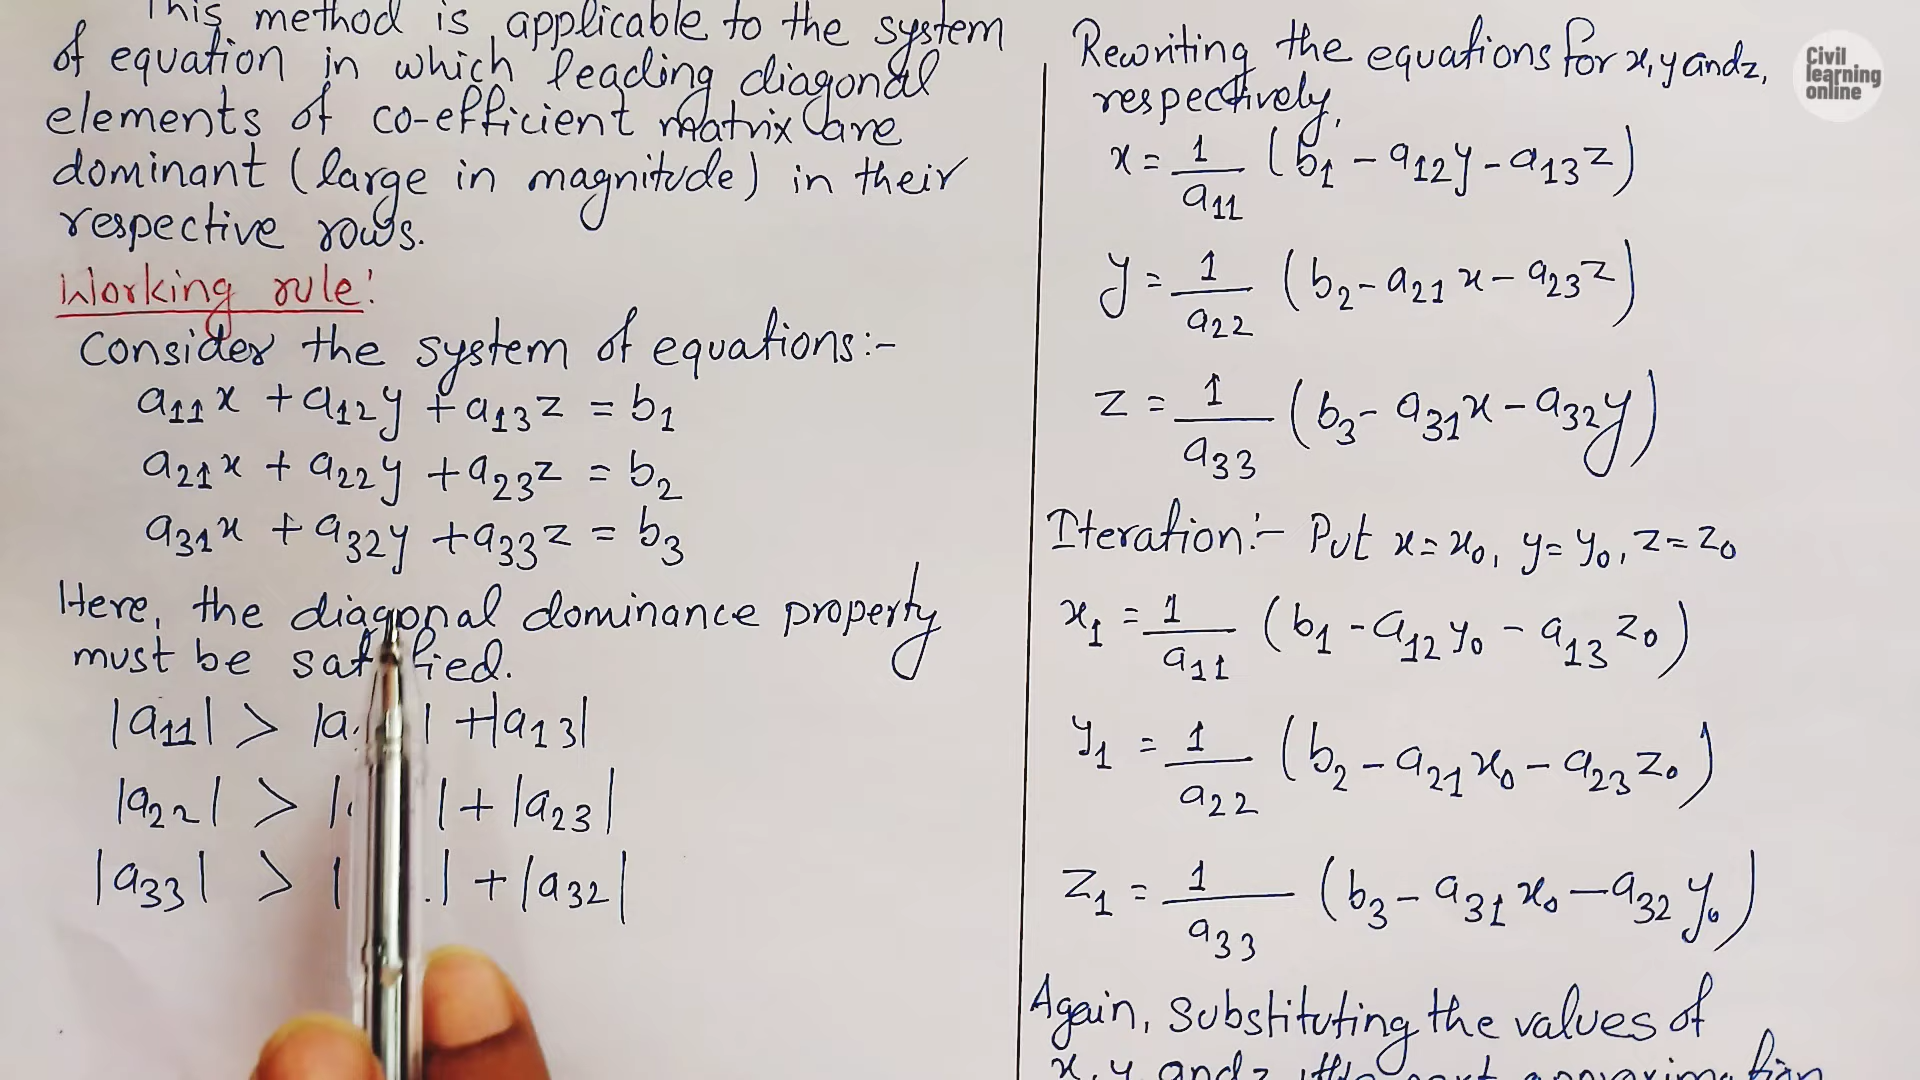 This method is applicable to the system
of equation in which leading diagonal
elements of co-efficient matrix are
dominant (large in magnitude) in their
respective rows.
Working rule:
Consider the system of equations:-
a11x + a12y + a13z = b1
a21x + a22y + a23z = b2
a31x + a32y + a33z = b3
Here, the diagonal dominance property
must be
|a11| > |a | + |a13|
|a22| > | | + |a23|
|a33| > | | + |a32|
Rewriting the equations for x, y and z,
respectively,
x = 1/a11 (b1 - a12y - a13z)
y = 1/a22 (b2 - a21x - a23z)
z = 1/a33 (b3 - a31x - a32y)
Iteration:- Put x = x0, y = y0, z = z0
x1 = 1/a11 (b1 - a12y0 - a13z0)
y1 = 1/a22 (b2 - a21x0 - a23z0)
z1 = 1/a33 (b3 - a31x0 - a32y0)
Again, substituting the values of
x, y and z
Civil
learning
online